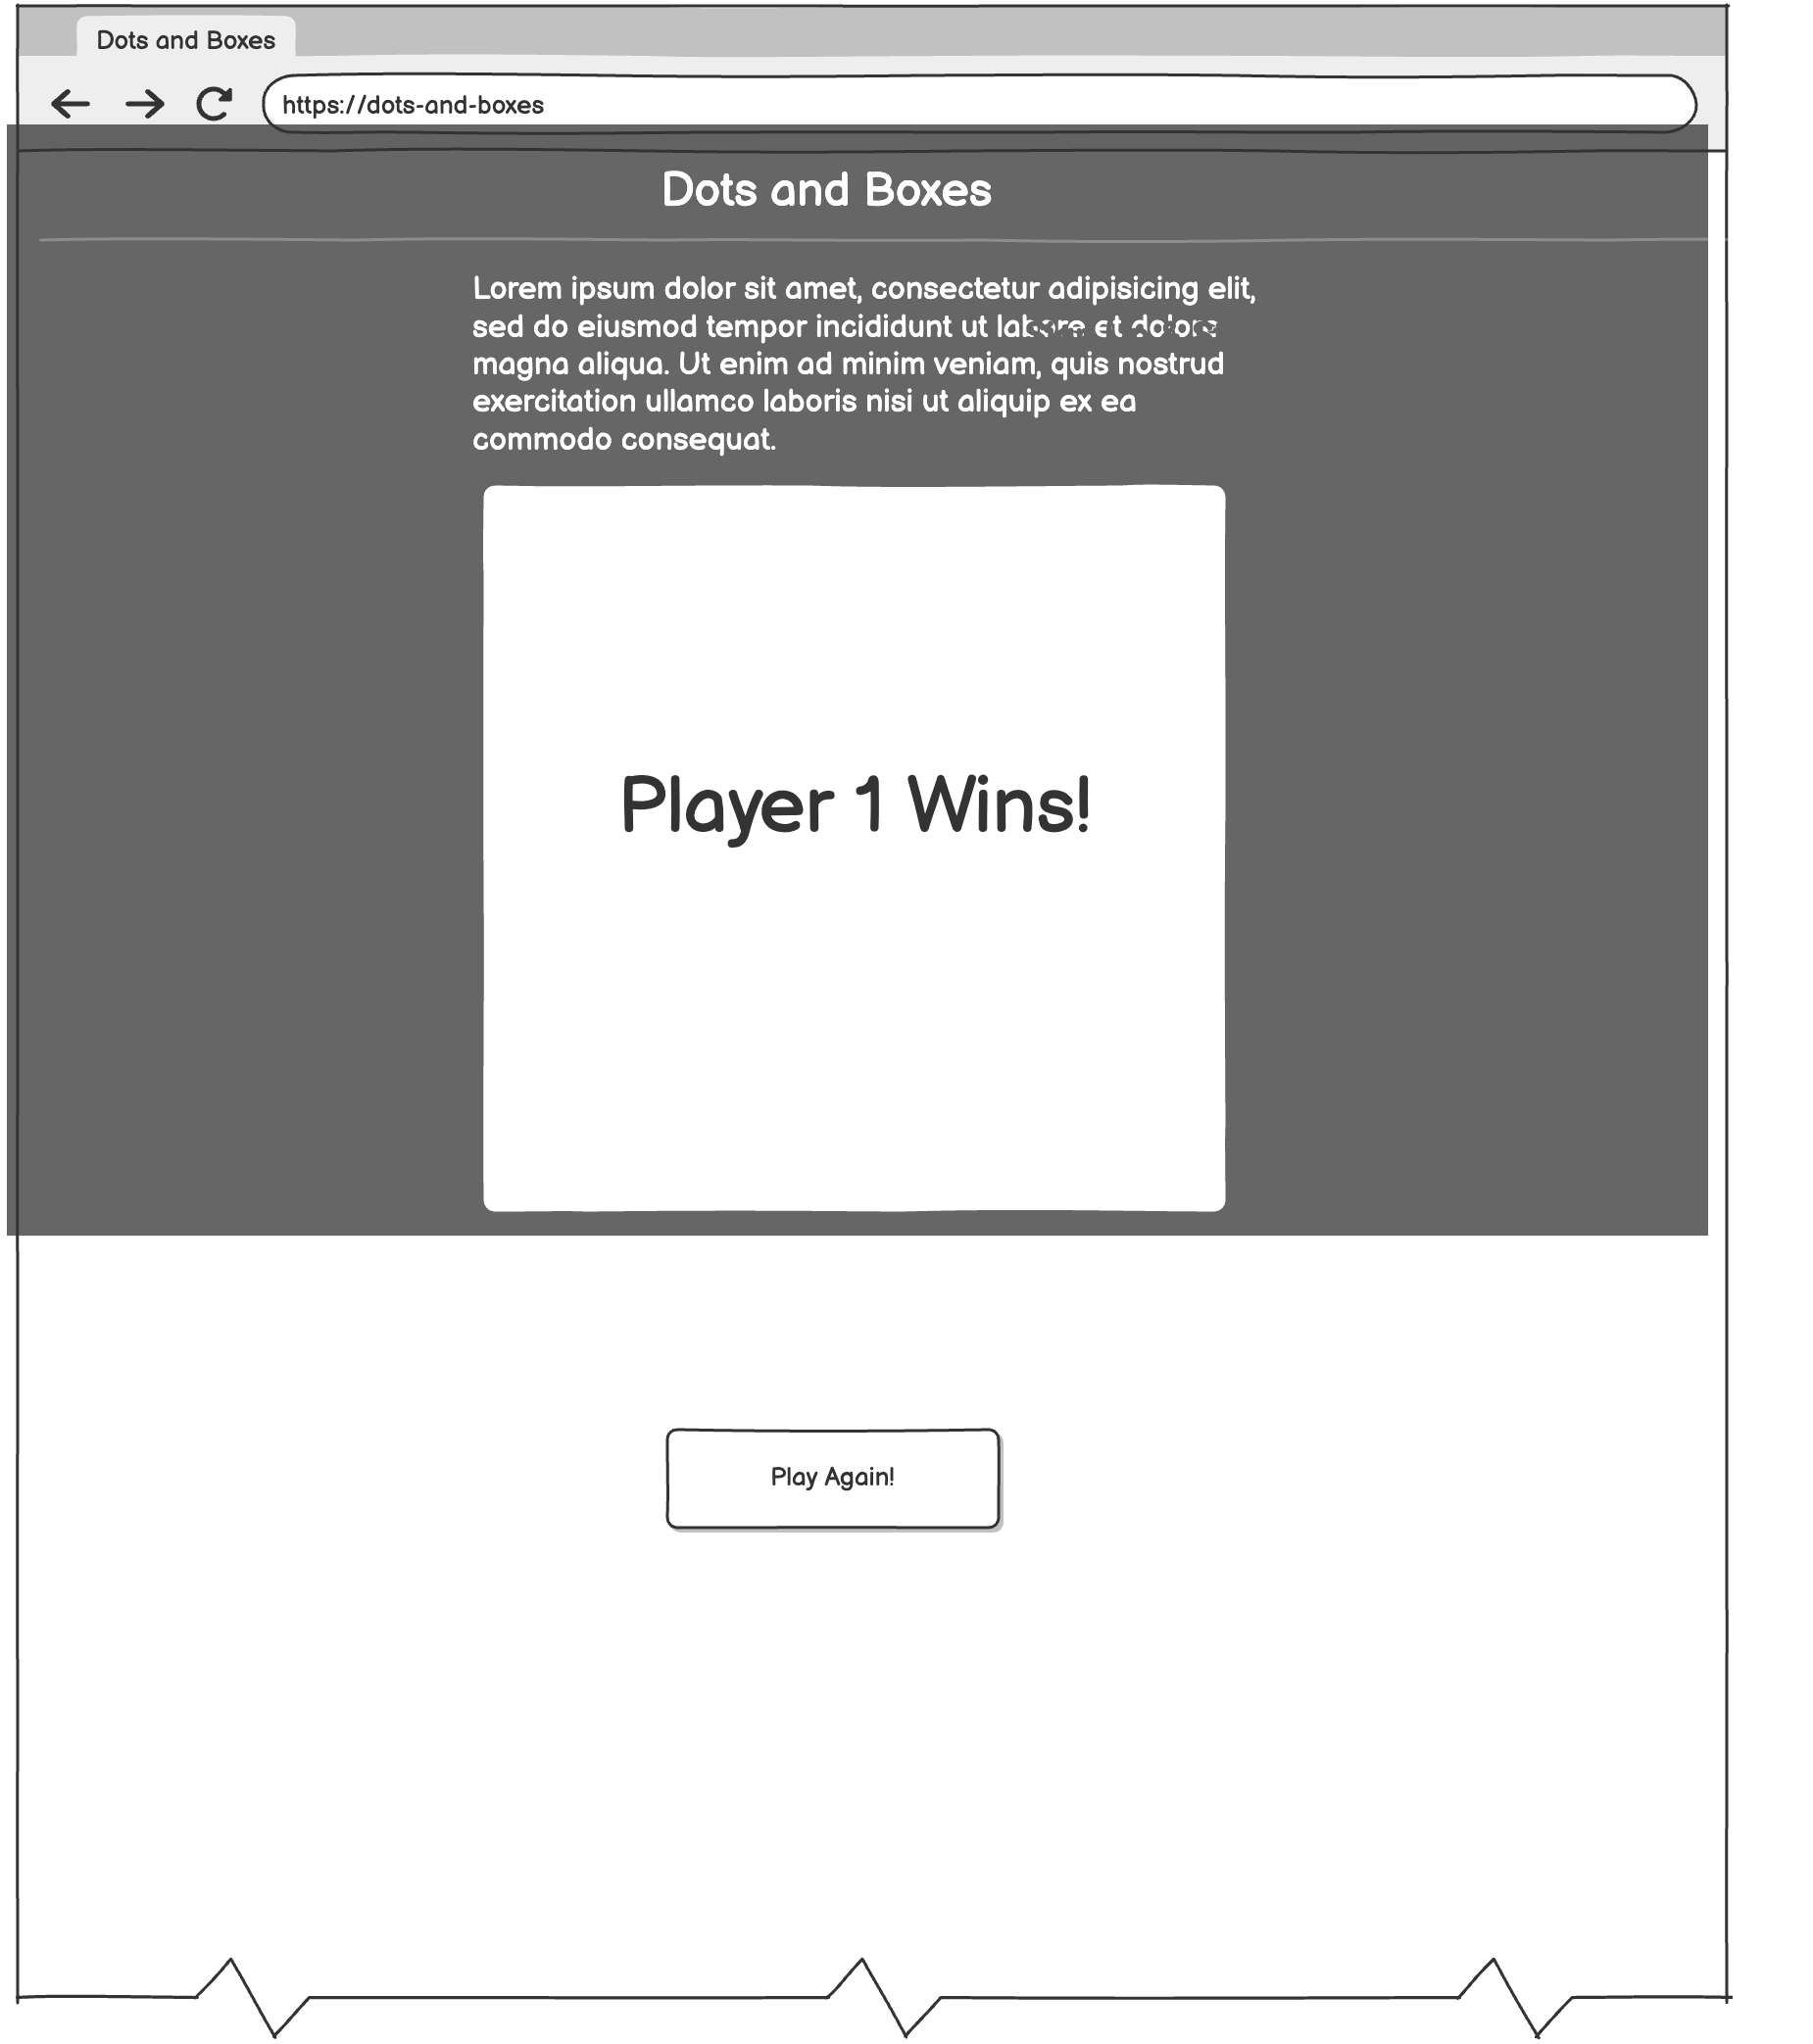 Dots and Boxes
https://dots-and-boxes
Dots and Boxes
Lorem ipsum dolor sit amet, consectetur adipisicing elit,
sed do eiusmod tempor incididunt ut labore et dolore
magna aliqua. Ut enim ad minim veniam, quis nostrud
exercitation ullamco laboris nisi ut aliquip ex ea
commodo consequat.
Player 1 Wins!
Play Again!